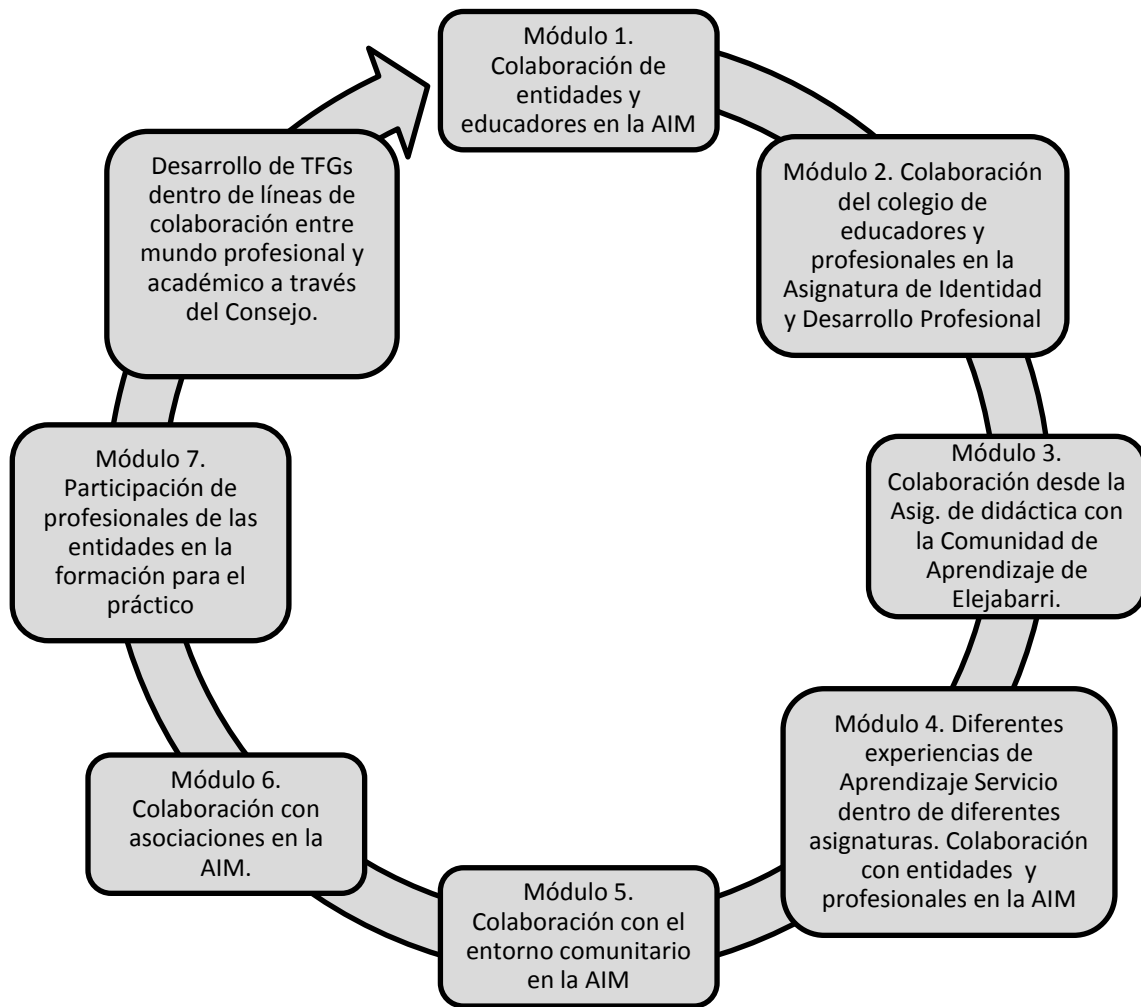 Módulo 1.
Colaboración de
entidades y
educadores en la AIM
Módulo 2. Colaboración
del colegio de
educadores y
profesionales en la
Asignatura de Identidad
y Desarrollo Profesional
Módulo 3.
Colaboración desde la
Asig. de didáctica con
la Comunidad de
Aprendizaje de
Elejabarri.
Módulo 4. Diferentes
experiencias de
Aprendizaje Servicio
dentro de diferentes
asignaturas. Colaboración
con entidades y
profesionales en la AIM
Módulo 5.
Colaboración con el
entorno comunitario
en la AIM
Módulo 6.
Colaboración con
asociaciones en la
AIM.
Módulo 7.
Participación de
profesionales de las
entidades en la
formación para el
práctico
Desarrollo de TFGs
dentro de líneas de
colaboración entre
mundo profesional y
académico a través
del Consejo.